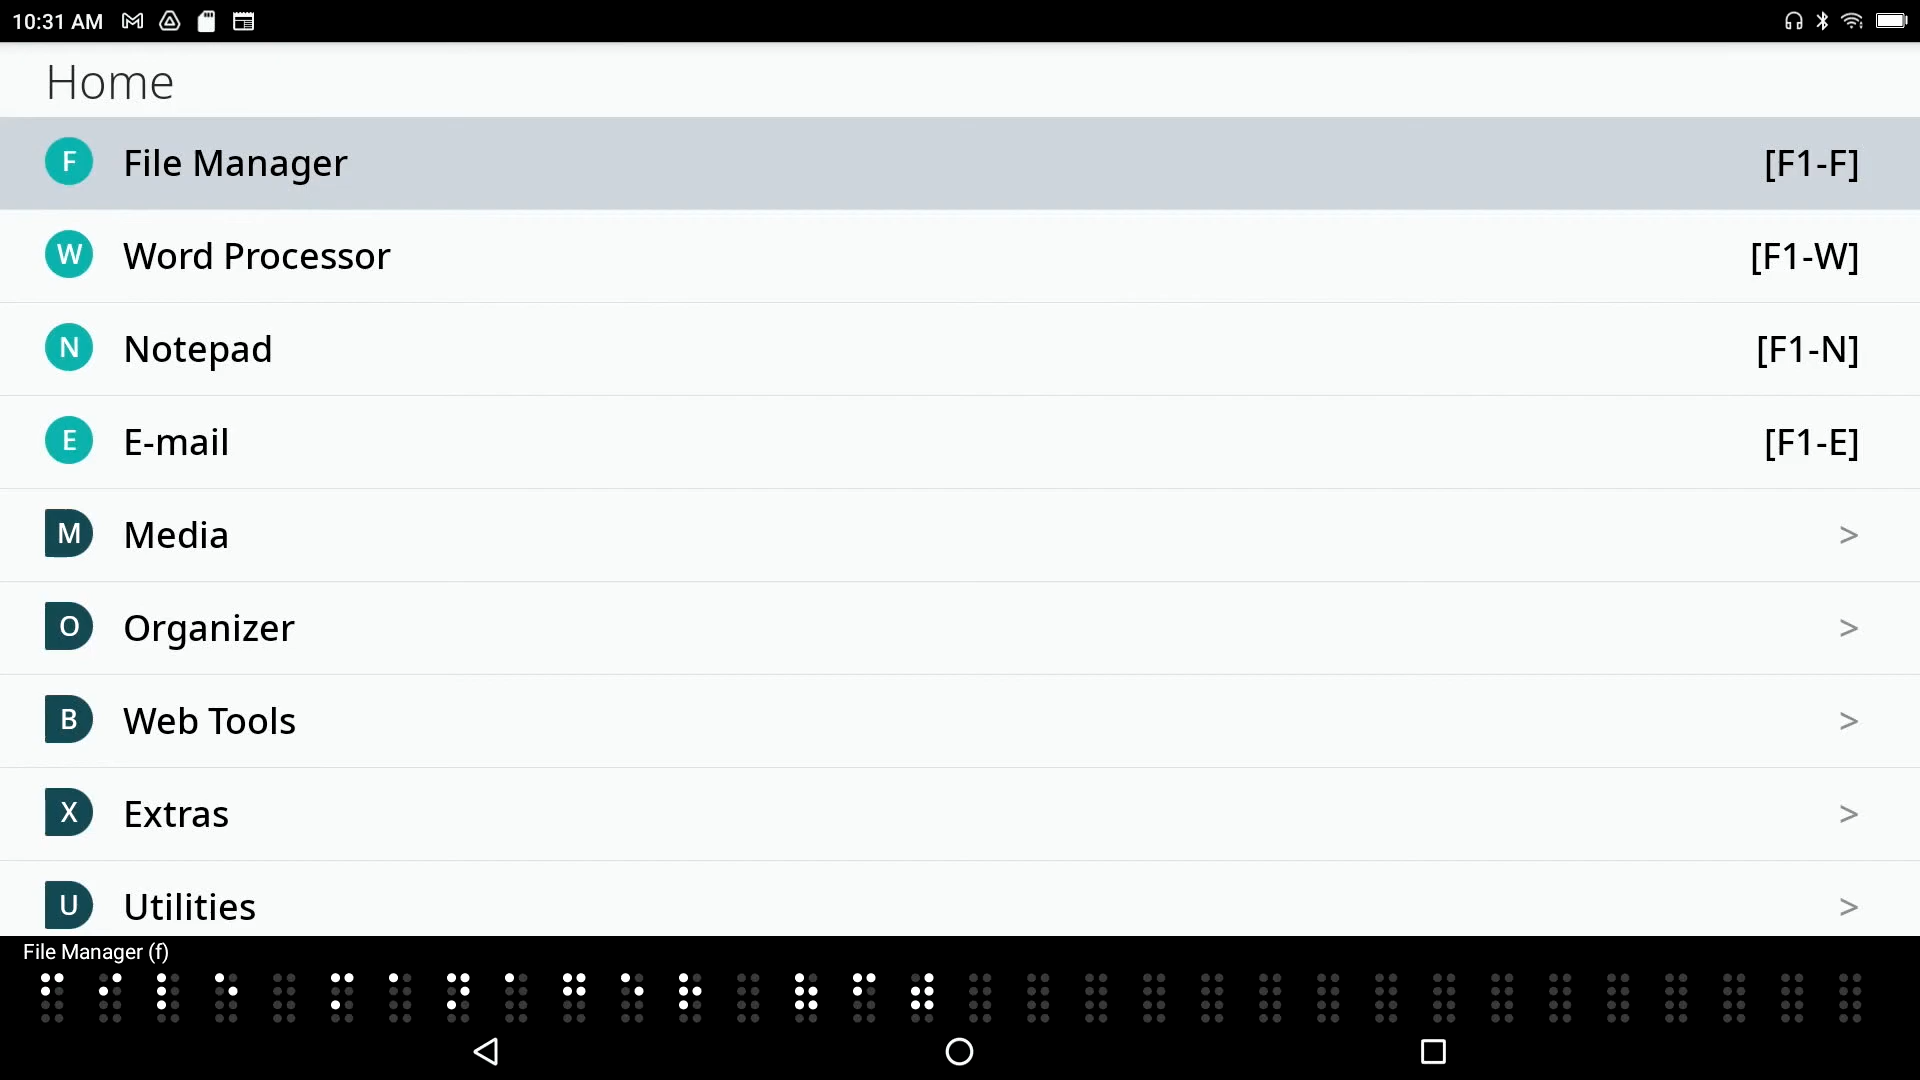 10:31 AM
Home
F File Manager [F1-F]
W Word Processor [F1-W]
N Notepad [F1-N]
E E-mail [F1-E]
M Media >
O Organizer >
B Web Tools >
X Extras >
U Utilities >
File Manager (f)
⠋⠊⠇⠑⠀⠍⠁⠝⠁⠛⠑⠗⠀⠷⠋⠾